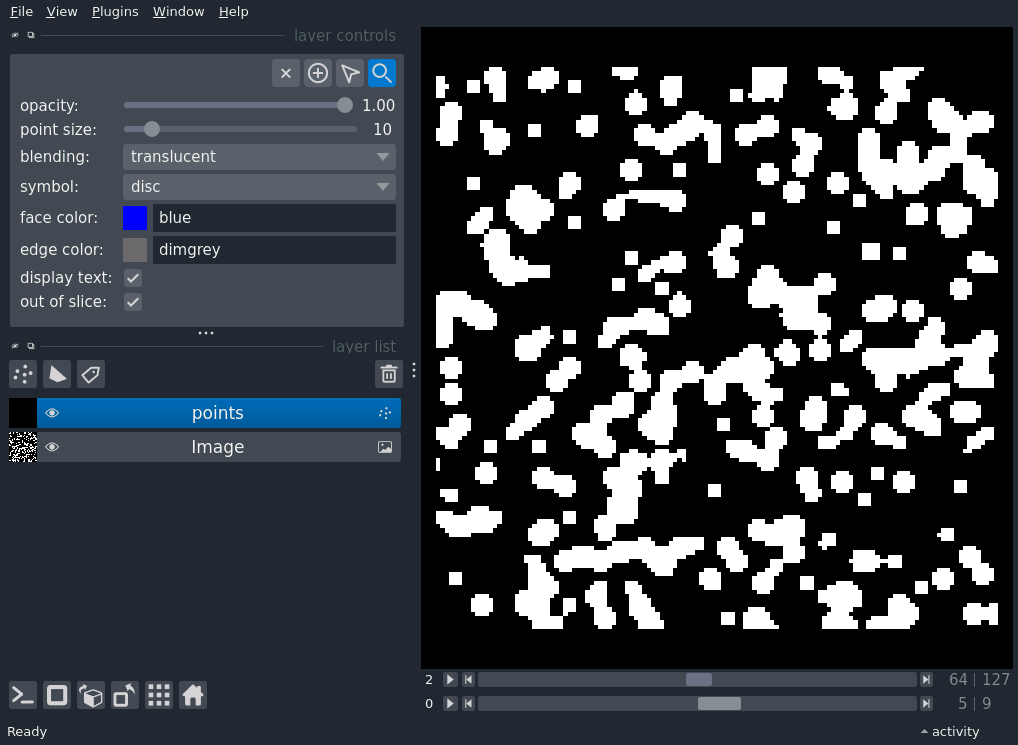 File View Plugins Window Help
layer controls
opacity: 1.00
point size: 10
blending: translucent
symbol: disc
face color: blue
edge color: dimgrey
display text:
out of slice:
layer list
points
Image
2 64 | 127
0 5 | 9
Ready activity